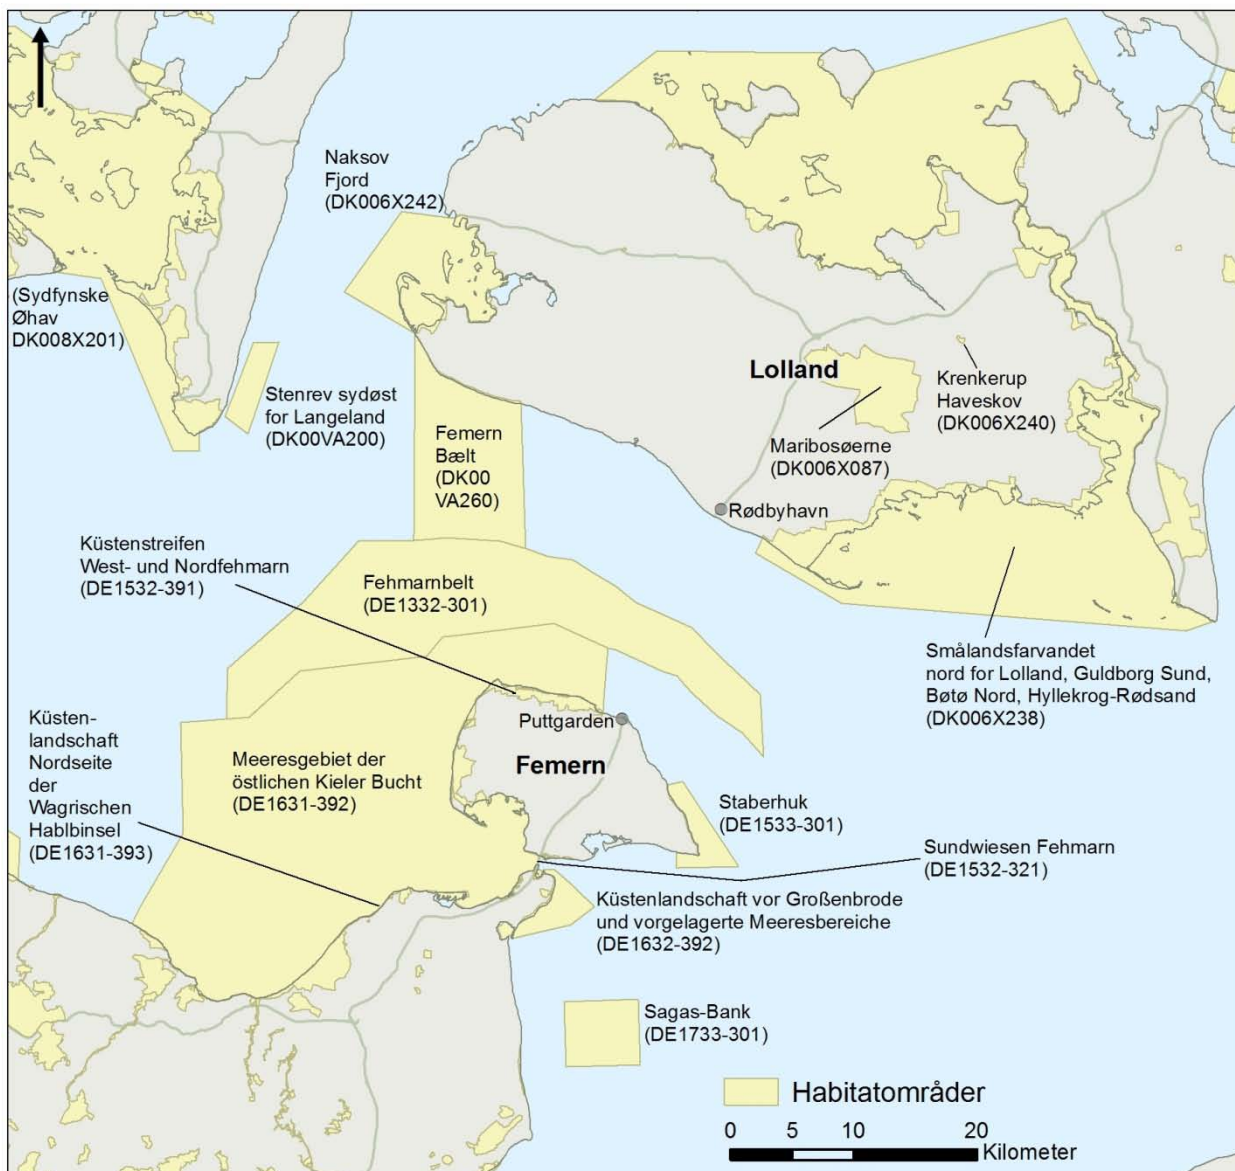 Naksov
Fjord
(DK006X242)
(Sydfynske
Øhav
DK008X201)
Stenrev sydøst
for Langeland
(DK00VA200)
Femern
Bælt
(DK00
VA260)
Lolland
Krenkerup
Haveskov
(DK006X240)
Maribosøerne
(DK006X087)
Rødbyhavn
Küstenstreifen
West- und Nordfehmarn
(DE1532-391)
Fehmarnbelt
(DE1332-301)
Smålandsfarvandet
nord for Lolland, Guldborg Sund,
Bøtø Nord, Hyllekrog-Rødsand
(DK006X238)
Küsten-
landschaft
Nordseite
der
Wagrischen
Hablbinsel
(DE1631-393)
Meeresgebiet der
östlichen Kieler Bucht
(DE1631-392)
Puttgarden
Femern
Staberhuk
(DE1533-301)
Sundwiesen Fehmarn
(DE1532-321)
Küstenlandschaft vor Großenbrode
und vorgelagerte Meeresbereiche
(DE1632-392)
Sagas-Bank
(DE1733-301)
Habitatområder
0 5 10 20
Kilometer